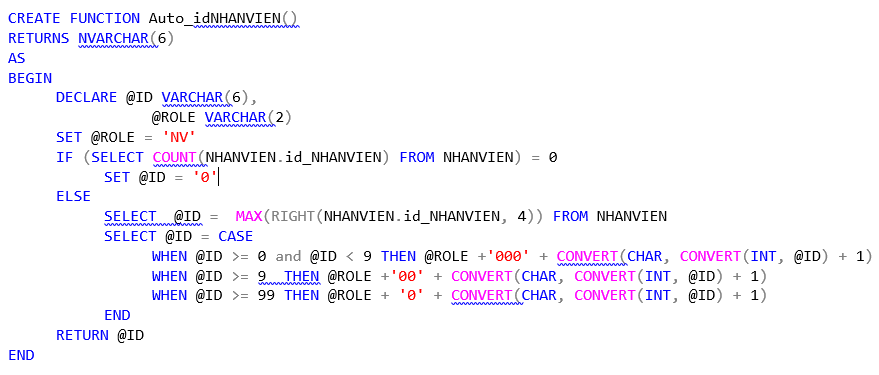 CREATE FUNCTION Auto_idNHANVIEN()
RETURNS NVARCHAR(6)
AS
BEGIN
DECLARE @ID VARCHAR(6),
@ROLE VARCHAR(2)
SET @ROLE = 'NV'
IF (SELECT COUNT(NHANVIEN.id_NHANVIEN) FROM NHANVIEN) = 0
SET @ID = '0'
ELSE
SELECT  @ID =  MAX(RIGHT(NHANVIEN.id_NHANVIEN, 4)) FROM NHANVIEN
SELECT @ID = CASE
WHEN @ID >= 0 and @ID < 9 THEN @ROLE +'000' + CONVERT(CHAR, CONVERT(INT, @ID) + 1)
WHEN @ID >= 9  THEN @ROLE +'00' + CONVERT(CHAR, CONVERT(INT, @ID) + 1)
WHEN @ID >= 99 THEN @ROLE + '0' + CONVERT(CHAR, CONVERT(INT, @ID) + 1)
END
RETURN @ID
END